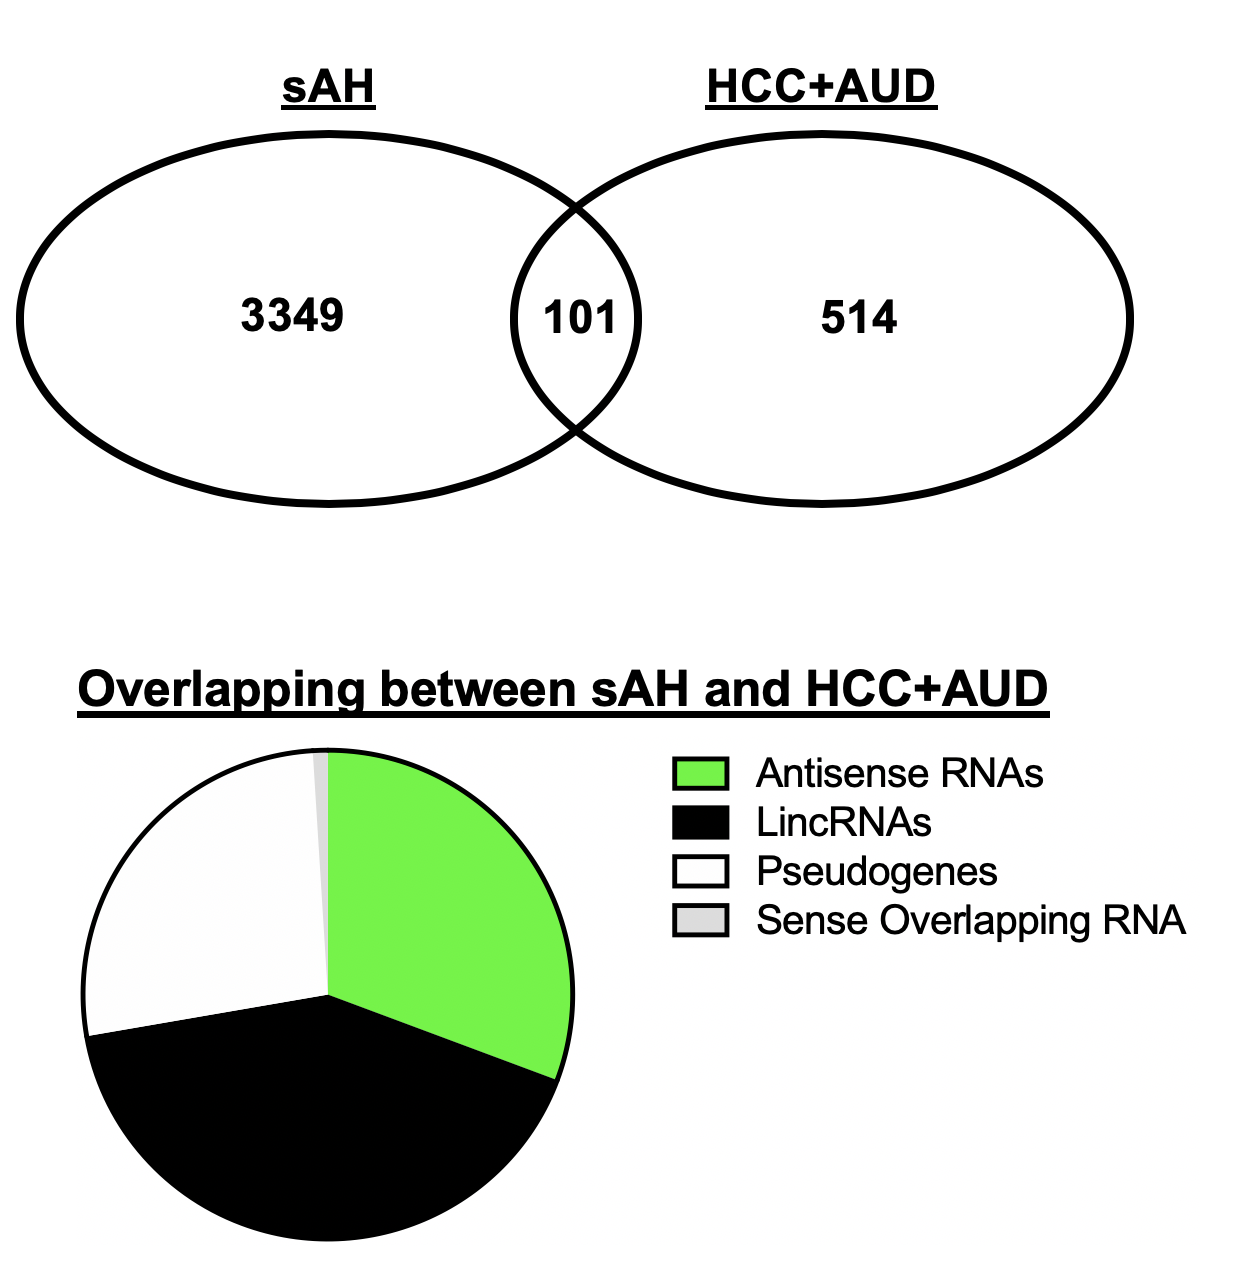 sAH
HCC+AUD
3349
101
514
Overlapping between sAH and HCC+AUD
Antisense RNAs
LincRNAs
Pseudogenes
Sense Overlapping RNA